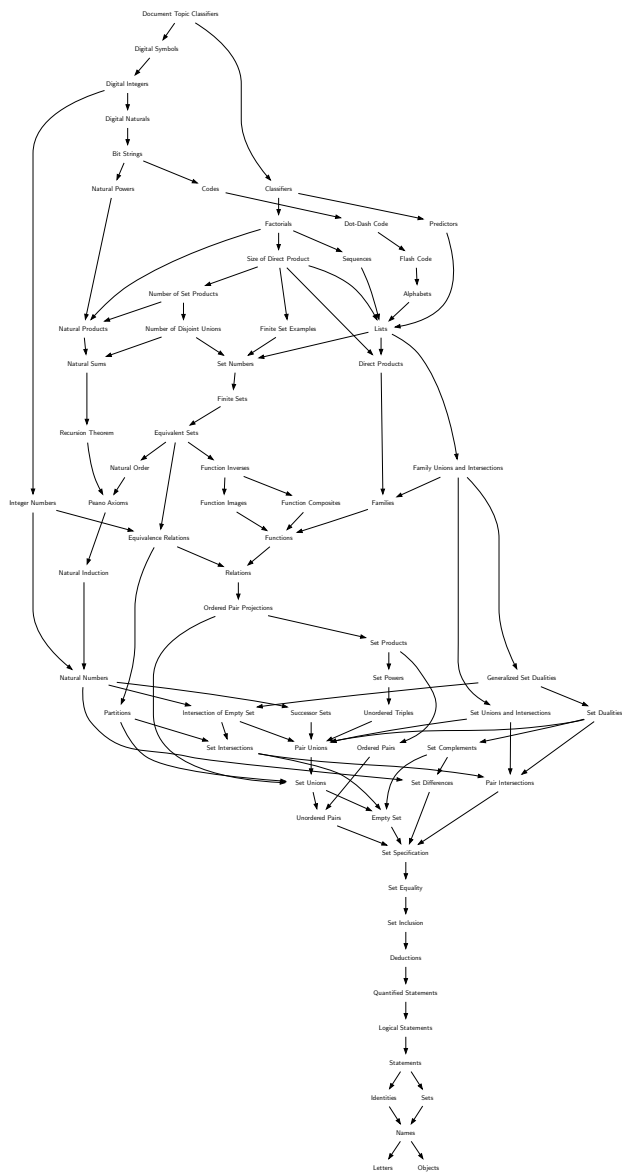 Document Topic Classifiers
Digital Symbols
Digital Integers
Digital Naturals
Bit Strings
Natural Powers
Codes
Classifiers
Factorials
Dot-Dash Code
Predictors
Size of Direct Product
Sequences
Flash Code
Number of Set Products
Alphabets
Natural Products
Number of Disjoint Unions
Finite Set Examples
Lists
Natural Sums
Set Numbers
Direct Products
Finite Sets
Recursion Theorem
Equivalent Sets
Natural Order
Function Inverses
Family Unions and Intersections
Integer Numbers
Peano Axioms
Function Images
Function Composites
Families
Equivalence Relations
Functions
Natural Induction
Relations
Ordered Pair Projections
Set Products
Natural Numbers
Set Powers
Generalized Set Dualities
Partitions
Intersection of Empty Set
Successor Sets
Unordered Triples
Set Unions and Intersections
Set Dualities
Set Intersections
Pair Unions
Ordered Pairs
Set Complements
Set Unions
Set Differences
Pair Intersections
Unordered Pairs
Empty Set
Set Specification
Set Equality
Set Inclusion
Deductions
Quantified Statements
Logical Statements
Statements
Identities
Sets
Names
Letters
Objects